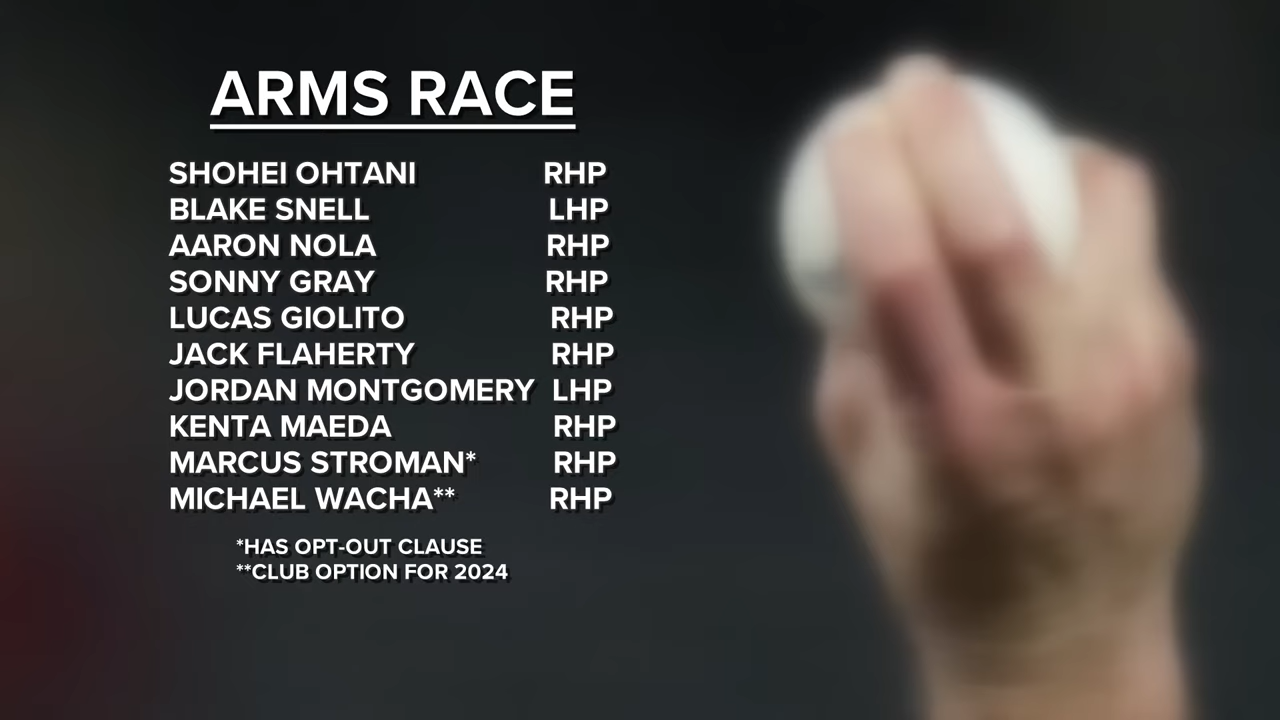 ARMS RACE
SHOHEI OHTANI RHP
BLAKE SNELL LHP
AARON NOLA RHP
SONNY GRAY RHP
LUCAS GIOLITO RHP
JACK FLAHERTY RHP
JORDAN MONTGOMERY LHP
KENTA MAEDA RHP
MARCUS STROMAN* RHP
MICHAEL WACHA** RHP
*HAS OPT-OUT CLAUSE
**CLUB OPTION FOR 2024